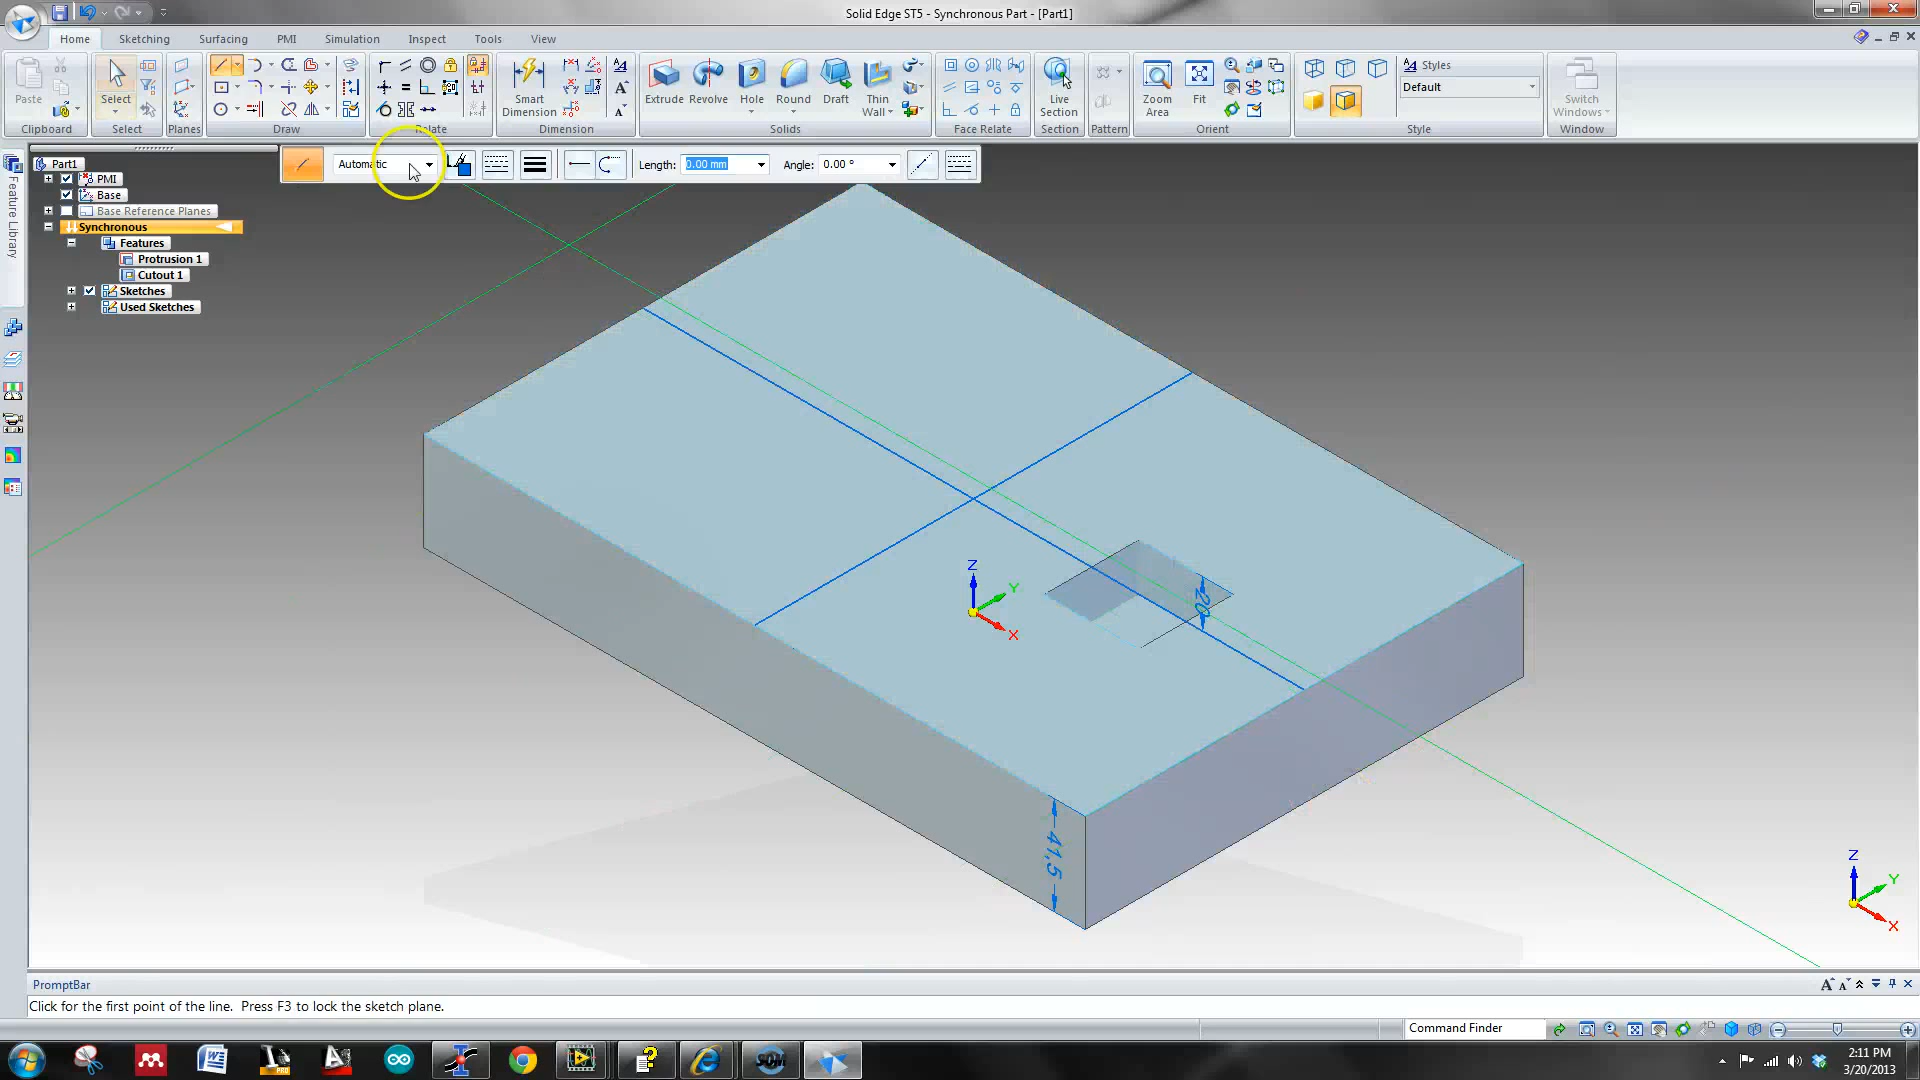 Solid Edge ST5 - Synchronous Part - [Part1]
Home Sketching Surfacing PMI Simulation Inspect Tools View
Paste
Clipboard
Select
Select
Planes
Draw
Relate
Smart Dimension
Dimension
Extrude Revolve Hole Round Draft Thin Wall
Solids
Face Relate
Live Section
Section
Pattern
Zoom Area
Fit
Orient
Styles
Default
Style
Switch Windows
Window
Automatic
Length: 0.00 mm
Angle: 0.00 °
Feature Library
Part1
PMI
Base
Base Reference Planes
Synchronous
Features
Protrusion 1
Cutout 1
Sketches
Used Sketches
Z
Y
X
20
41,5
Z
Y
X
PromptBar
Click for the first point of the line. Press F3 to lock the sketch plane.
Command Finder
2:11 PM
3/20/2013